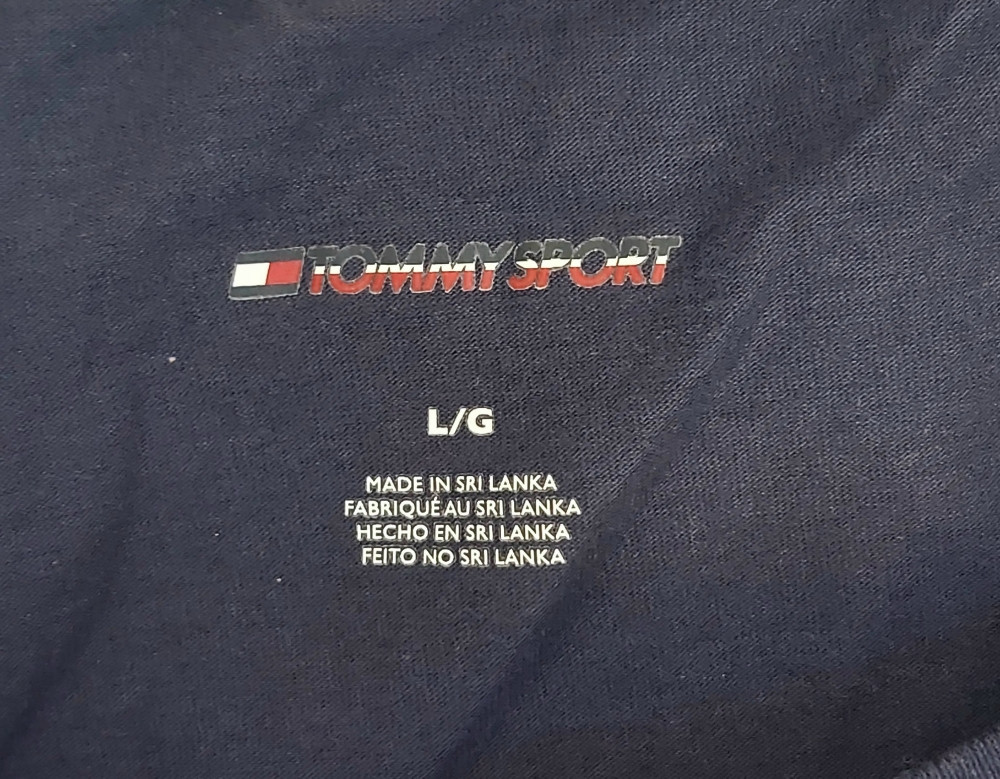 TOMMY SPORT
L/G
MADE IN SRI LANKA
FABRIQUÉ AU SRI LANKA
HECHO EN SRI LANKA
FEITO NO SRI LANKA